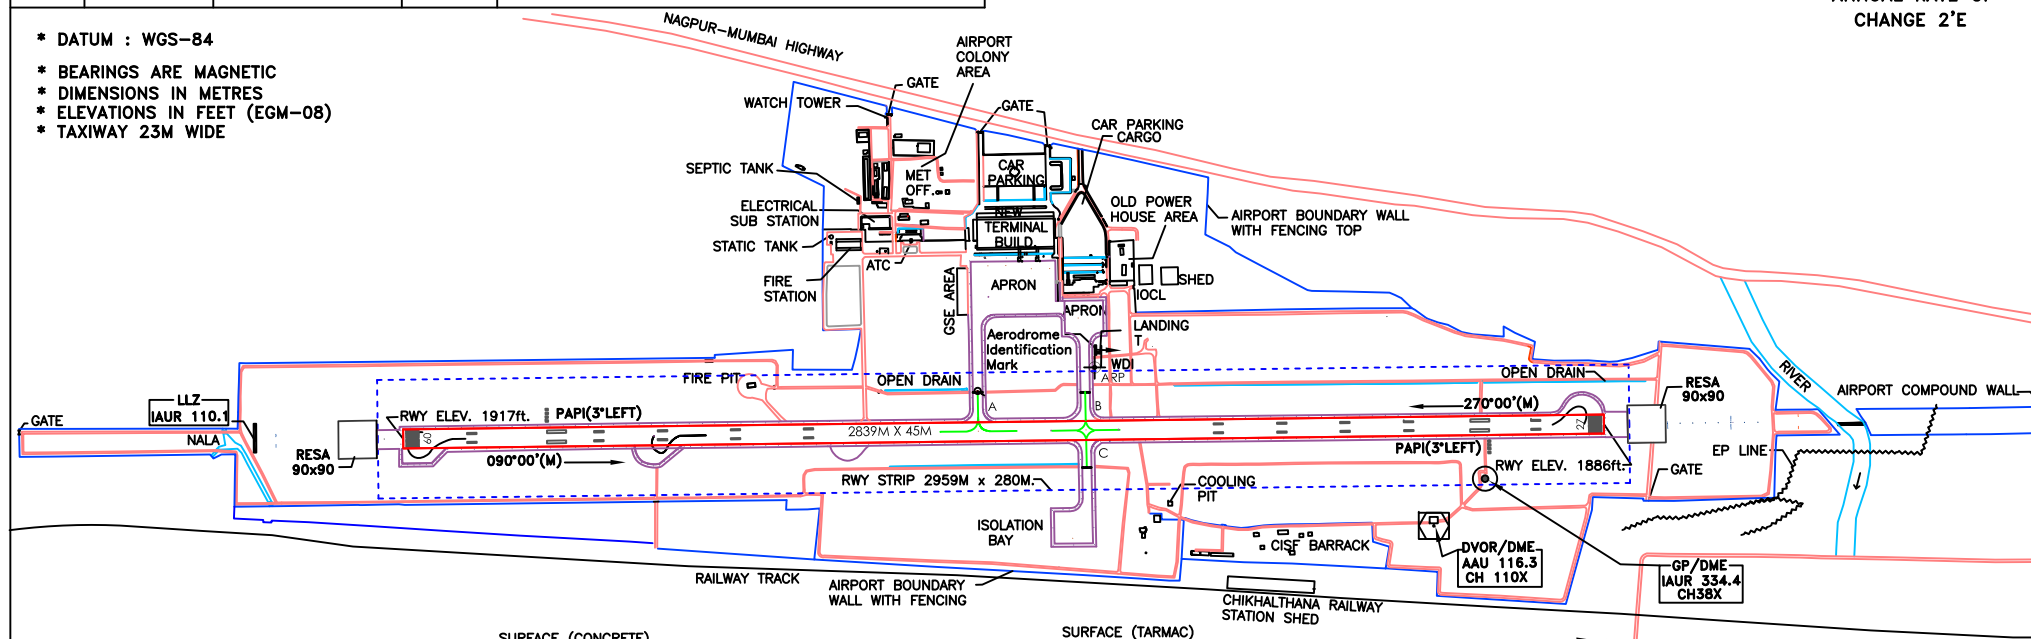 CHANGE 2'E
* DATUM : WGS-84
* BEARINGS ARE MAGNETIC
* DIMENSIONS IN METRES
* ELEVATIONS IN FEET (EGM-08)
* TAXIWAY 23M WIDE
NAGPUR-MUMBAI HIGHWAY
AIRPORT
COLONY
AREA
GATE
WATCH TOWER
GATE
CAR PARKING
CARGO
SEPTIC TANK
MET
OFF.
CAR
PARKING
ELECTRICAL
SUB STATION
OLD POWER
HOUSE AREA
AIRPORT BOUNDARY WALL
WITH FENCING TOP
NEW
TERMINAL
BUILD.
STATIC TANK
ATC
FIRE
STATION
GSE AREA
APRON
SHED
IOCL
APRON
LANDING
T
Aerodrome
Identification
Mark
WDI
ARP
FIRE PIT
OPEN DRAIN
OPEN DRAIN
RESA
90x90
RIVER
AIRPORT COMPOUND WALL
LLZ
IAUR 110.1
GATE
NALA
RWY ELEV. 1917ft.
PAPI(3°LEFT)
A
B
270°00'(M)
09
2839M X 45M
27
RESA
90x90
090°00'(M)
C
PAPI(3°LEFT)
EP LINE
RWY ELEV. 1886ft.
GATE
RWY STRIP 2959M x 280M.
COOLING
PIT
ISOLATION
BAY
CISF BARRACK
DVOR/DME
AAU 116.3
CH 110X
GP/DME
IAUR 334.4
CH38X
RAILWAY TRACK
AIRPORT BOUNDARY
WALL WITH FENCING
CHIKHALTHANA RAILWAY
STATION SHED
SURFACE (CONCRETE)
SURFACE (TARMAC)